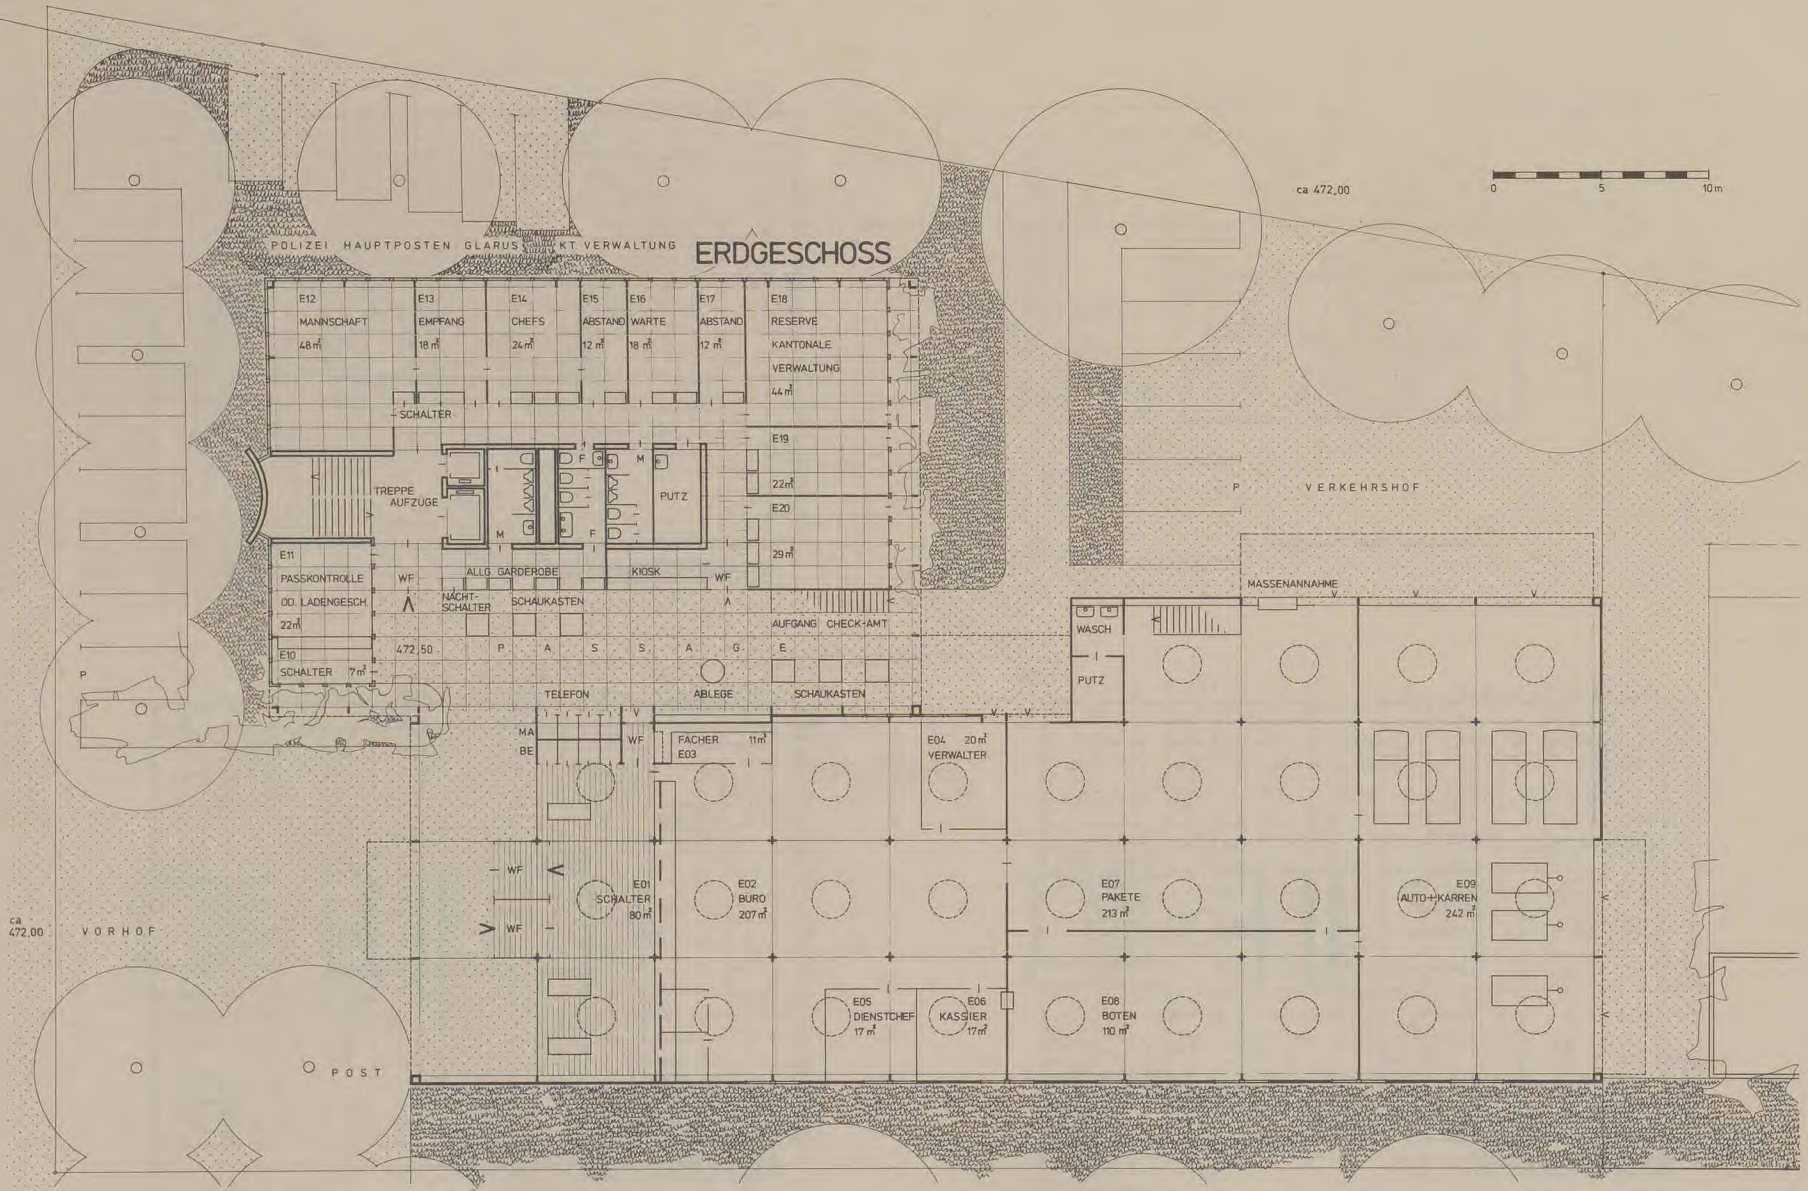 ca 472,00
0 5 10m
POLIZEI HAUPTPOSTEN GLARUS KT. VERWALTUNG
ERDGESCHOSS
E12
MANNSCHAFT
48 m²
E13
EMPFANG
18 m²
E14
CHEFS
24 m²
E15
ABSTAND
12 m²
E16
WARTE
18 m²
E17
ABSTAND
12 m²
E18
RESERVE
KANTONALE
VERWALTUNG
44 m²
SCHALTER
E19
22 m²
E20
29 m²
TREPPE
AUFZÜGE
F
M
PUTZ
M
F
P VERKEHRSHOF
E11
PASSKONTROLLE
OD. LADENGESCH.
22 m²
E10
SCHALTER 7 m²
WF
ALLG. GARDEROBE
KIOSK
WF
NACHT-
SCHALTER
SCHAUKASTEN
AUFGANG CHECK-AMT
472,50
P A S S A G E
TELEFON
ABLEGE
SCHAUKASTEN
P
MASSENANNAHME
WASCH
PUTZ
MA
BE
WF
FÄCHER 11 m²
E03
E04 20 m²
VERWALTER
WF
WF
E01
SCHALTER
80 m²
E02
BÜRO
207 m²
E07
PAKETE
213 m²
E09
AUTO+KARREN
242 m²
ca
472,00
VORHOF
E05
DIENSTCHEF
17 m²
E06
KASSIER
17 m²
E08
BOTEN
110 m²
POST